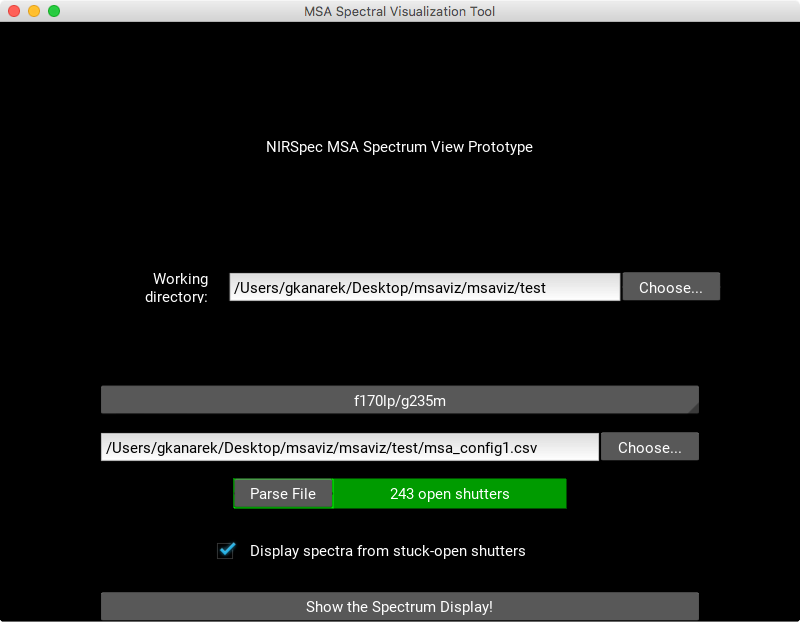 MSA Spectral Visualization Tool
NIRSpec MSA Spectrum View Prototype
Working
directory:
/Users/gkanarek/Desktop/msaviz/msaviz/test
Choose...
f170lp/g235m
/Users/gkanarek/Desktop/msaviz/msaviz/test/msa_config1.csv
Choose...
Parse File
243 open shutters
Display spectra from stuck-open shutters
Show the Spectrum Display!